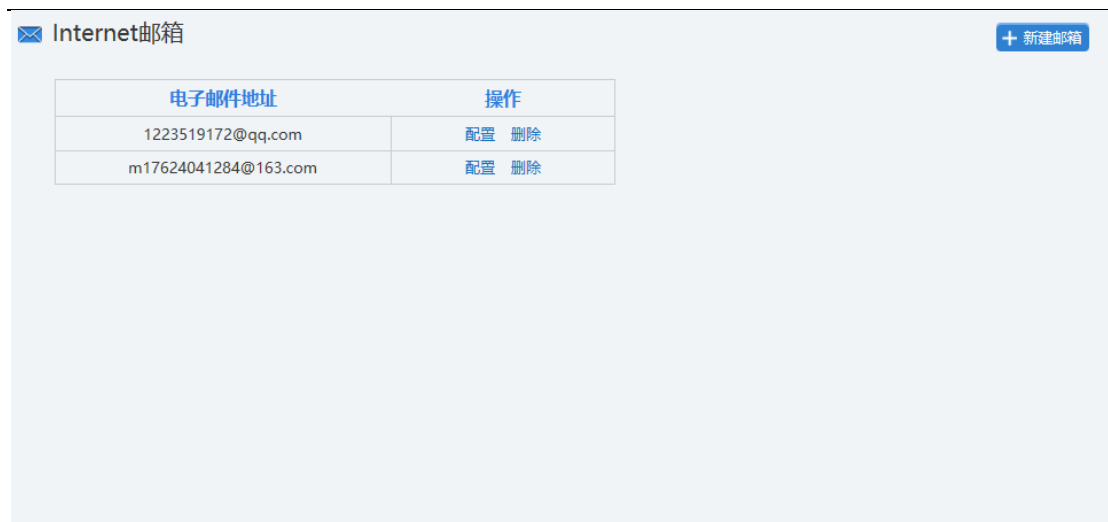 Internet邮箱
新建邮箱
电子邮件地址 操作
1223519172@qq.com 配置 删除
m17624041284@163.com 配置 删除